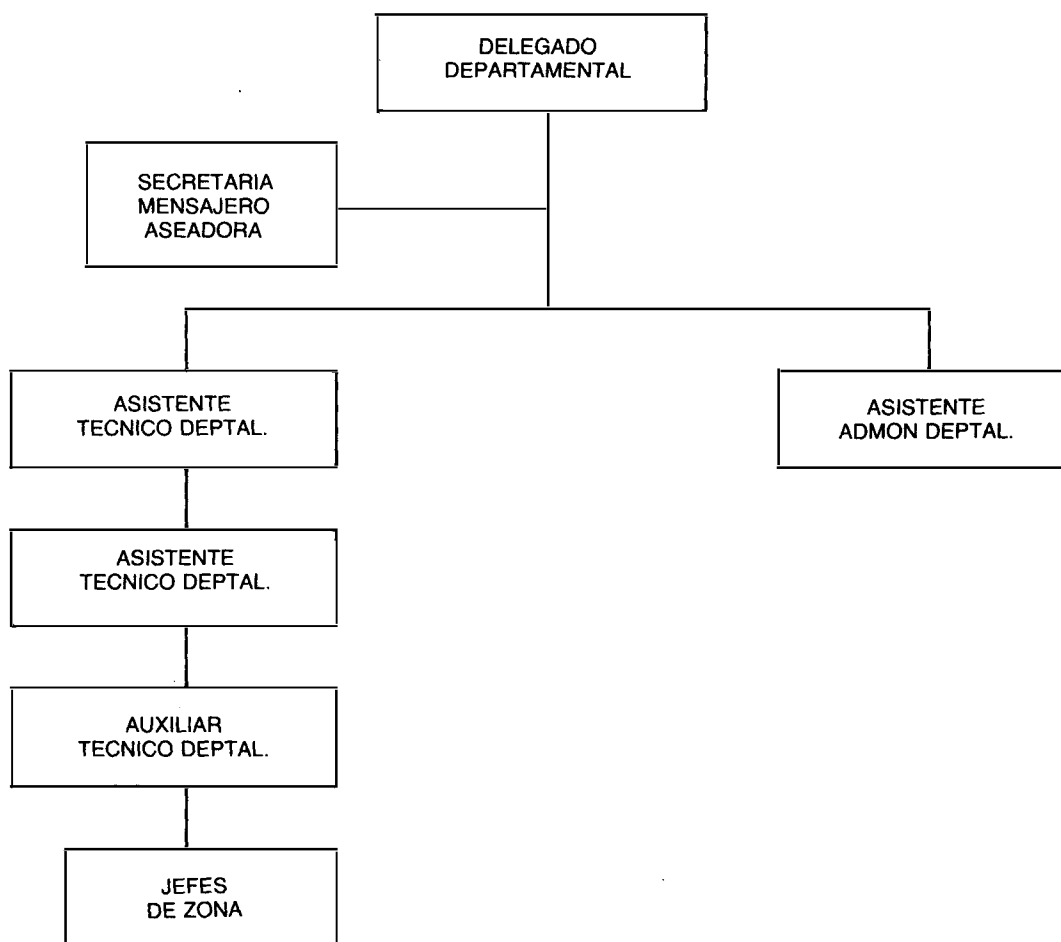 DELEGADO
DEPARTAMENTAL
SECRETARIA
MENSAJERO
ASEADORA
ASISTENTE
TECNICO DEPTAL.
ASISTENTE
ADMON DEPTAL.
ASISTENTE
TECNICO DEPTAL.
AUXILIAR
TECNICO DEPTAL.
JEFES
DE ZONA